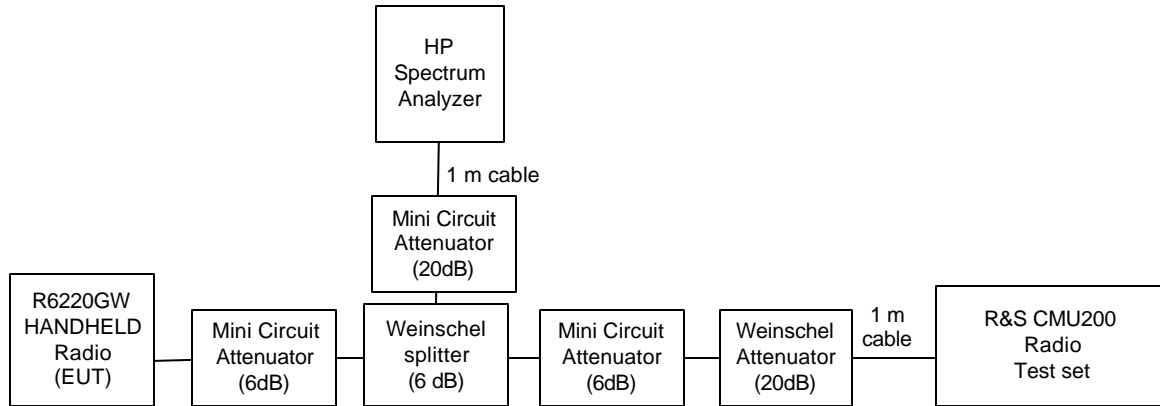 HP
Spectrum
Analyzer
1 m cable
Mini Circuit
Attenuator
(20dB)
R6220GW
HANDHELD
Radio
(EUT)
Mini Circuit
Attenuator
(6dB)
Weinschel
splitter
(6 dB)
Mini Circuit
Attenuator
(6dB)
Weinschel
Attenuator
(20dB)
1 m
cable
R&S CMU200
Radio
Test set